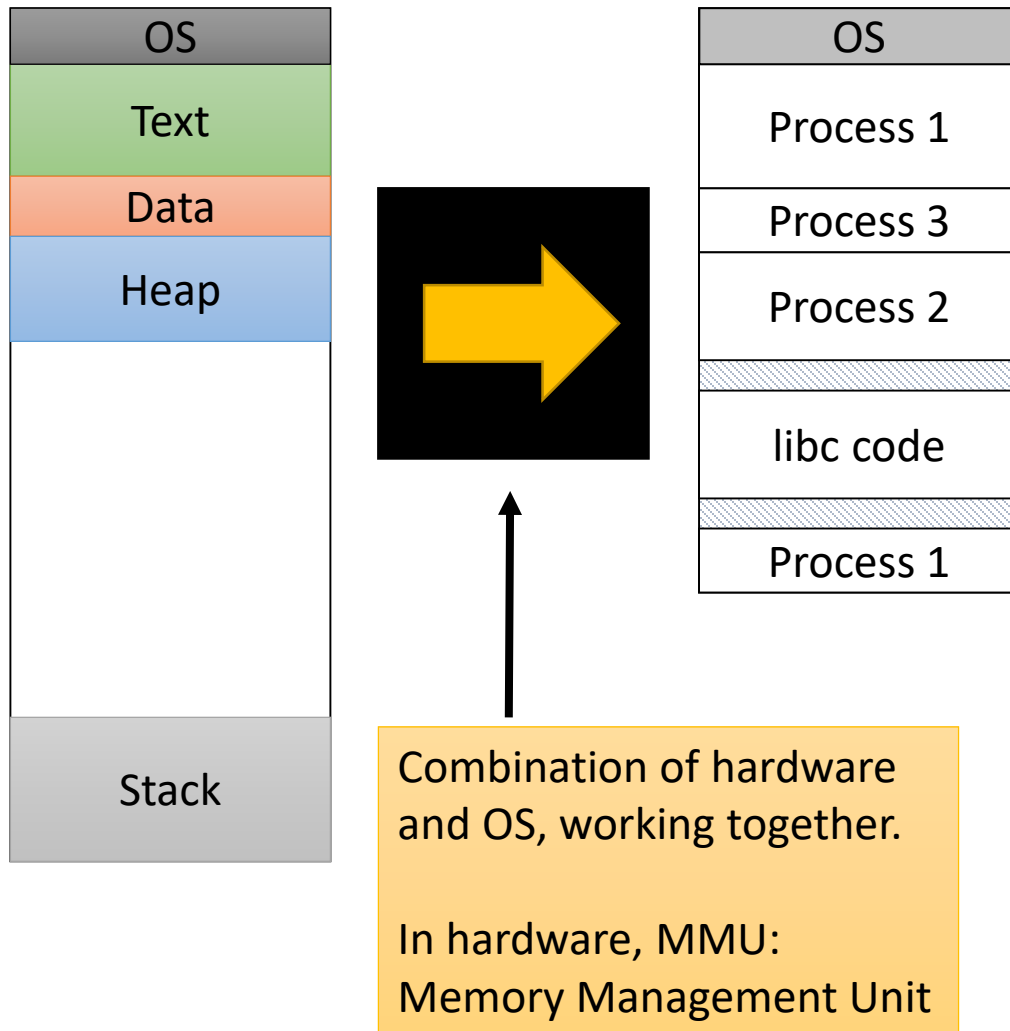 OS
Text
Data
Heap
Stack
OS
Process 1
Process 3
Process 2
libc code
Process 1
Combination of hardware
and OS, working together.
In hardware, MMU:
Memory Management Unit